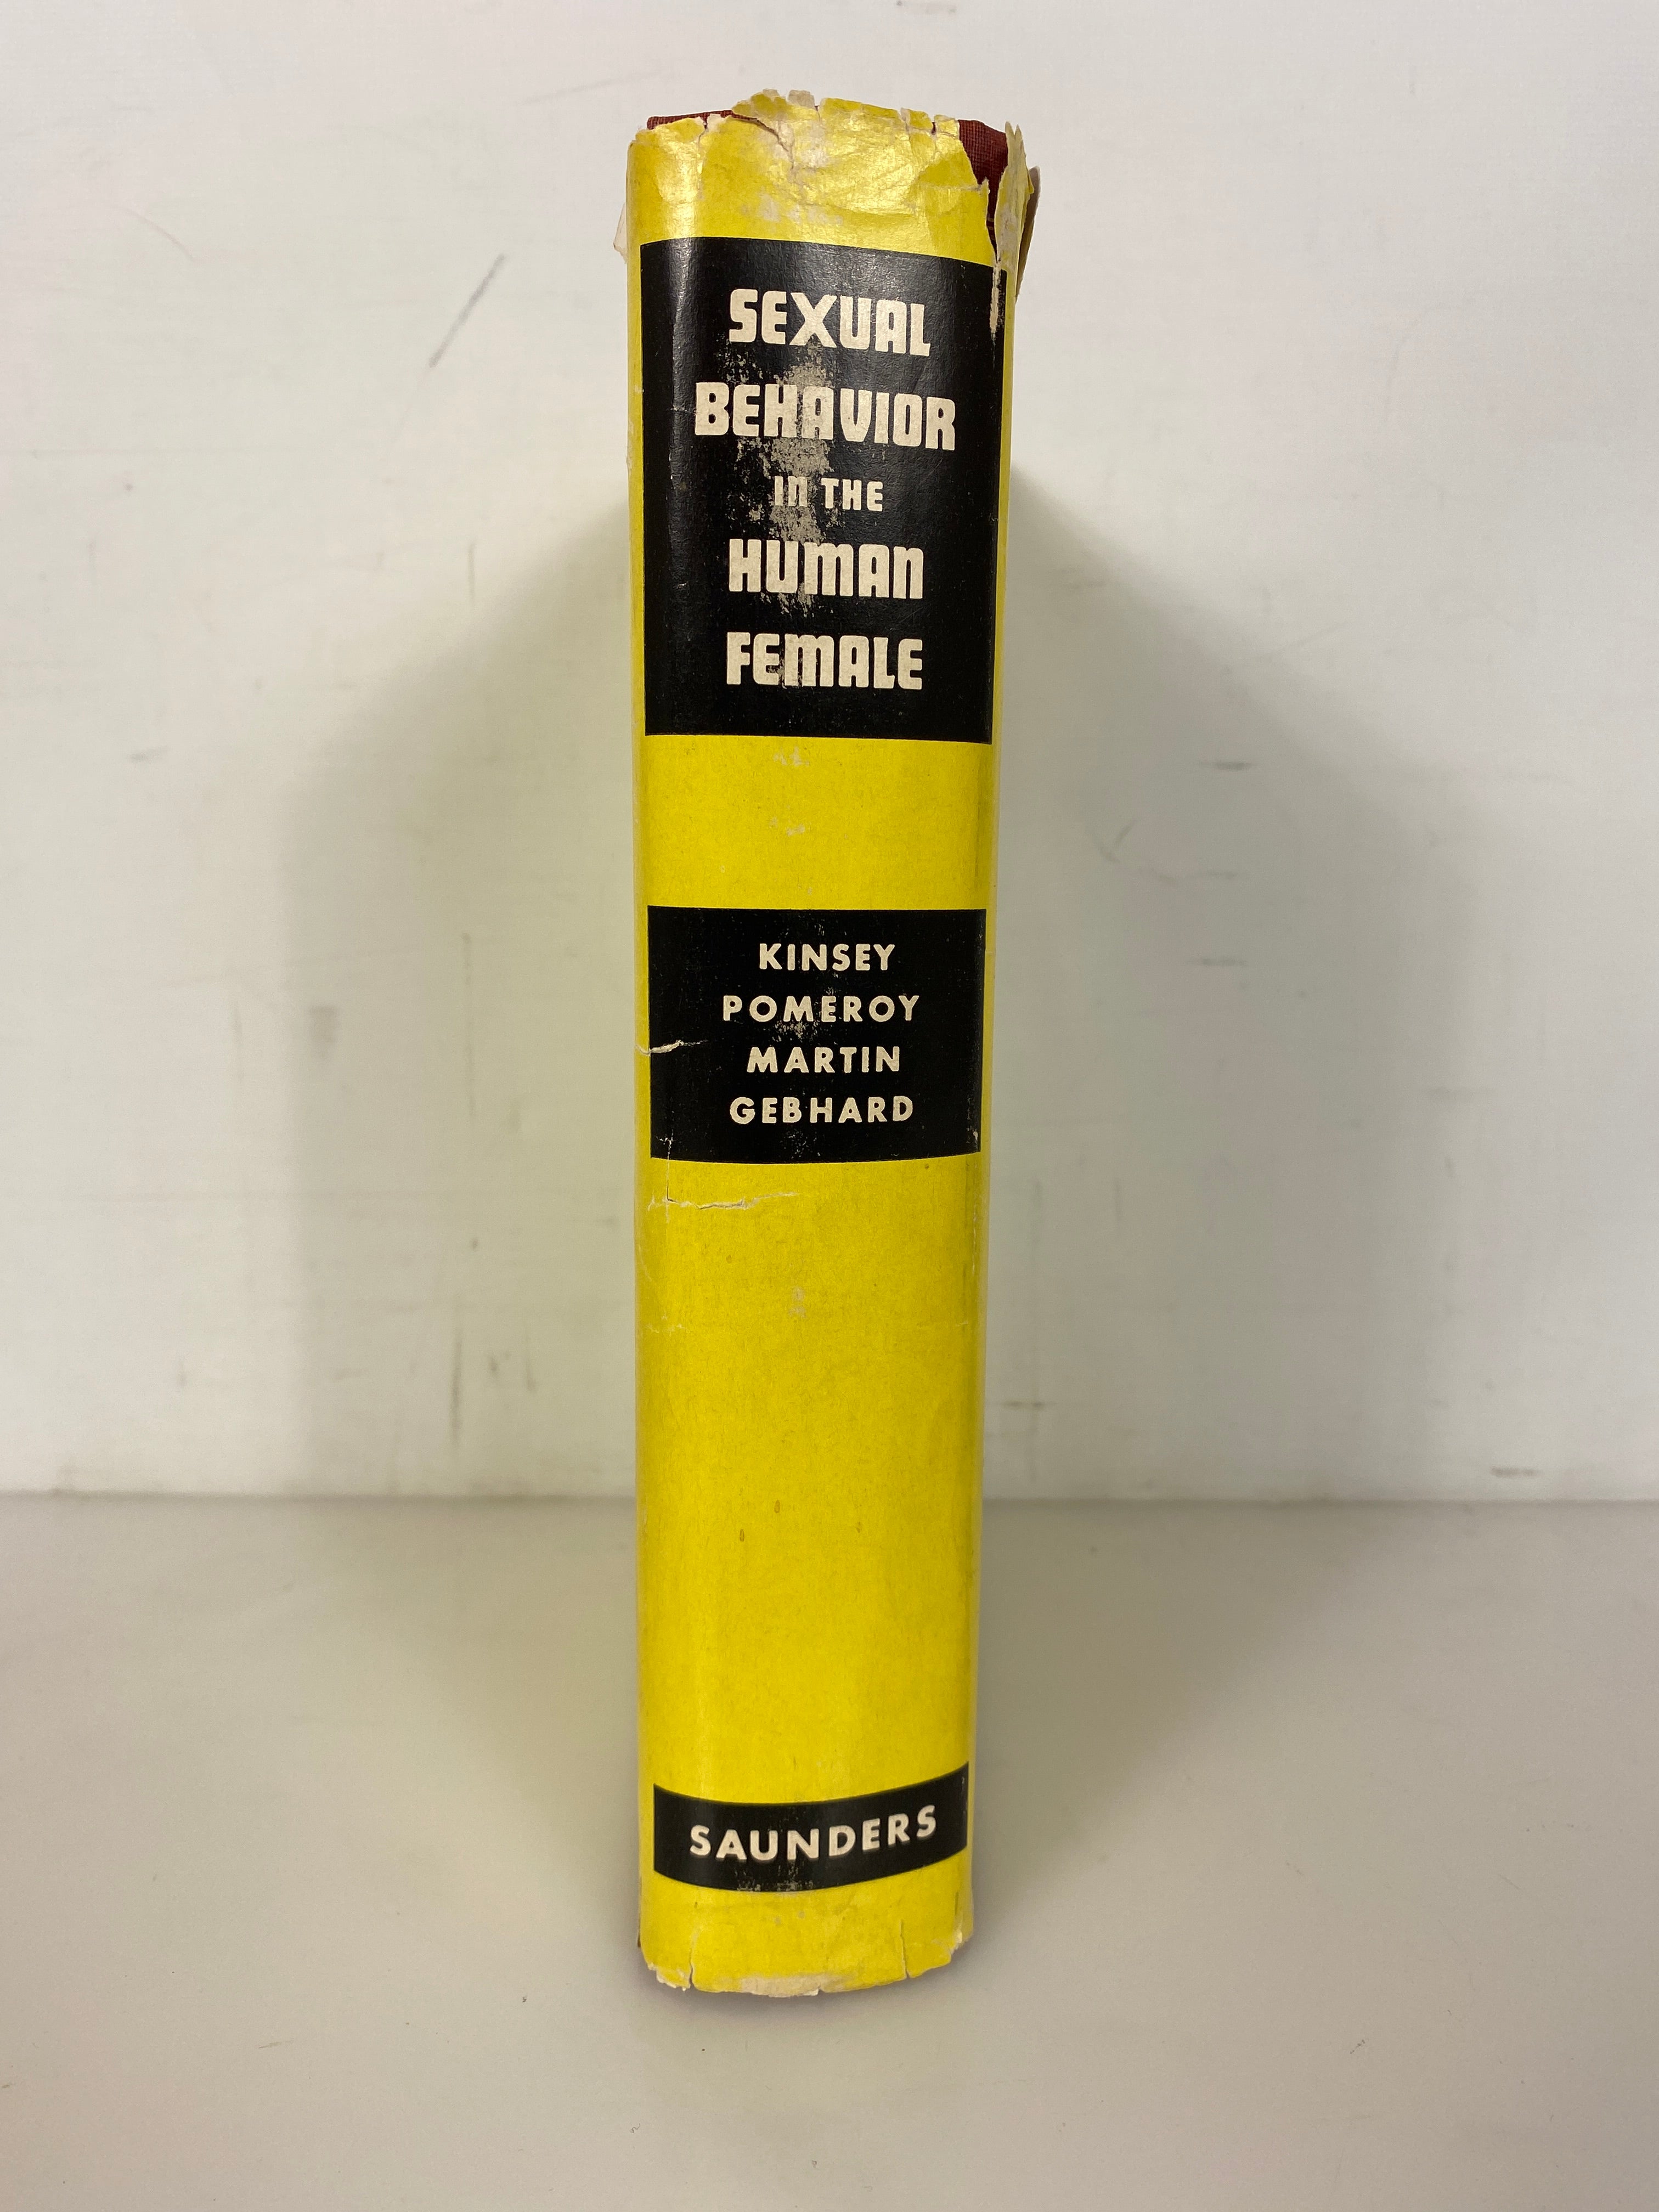 SEXUAL
BEHAVIOR
IN THE
HUMAN
FEMALE
KINSEY
POMEROY
MARTIN
GEBHARD
SAUNDERS